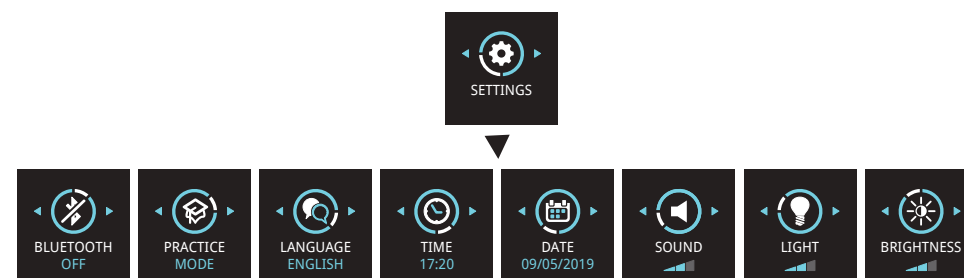 SETTINGS
BLUETOOTH
OFF
PRACTICE
MODE
LANGUAGE
ENGLISH
TIME
17:20
DATE
09/05/2019
SOUND
LIGHT
BRIGHTNESS